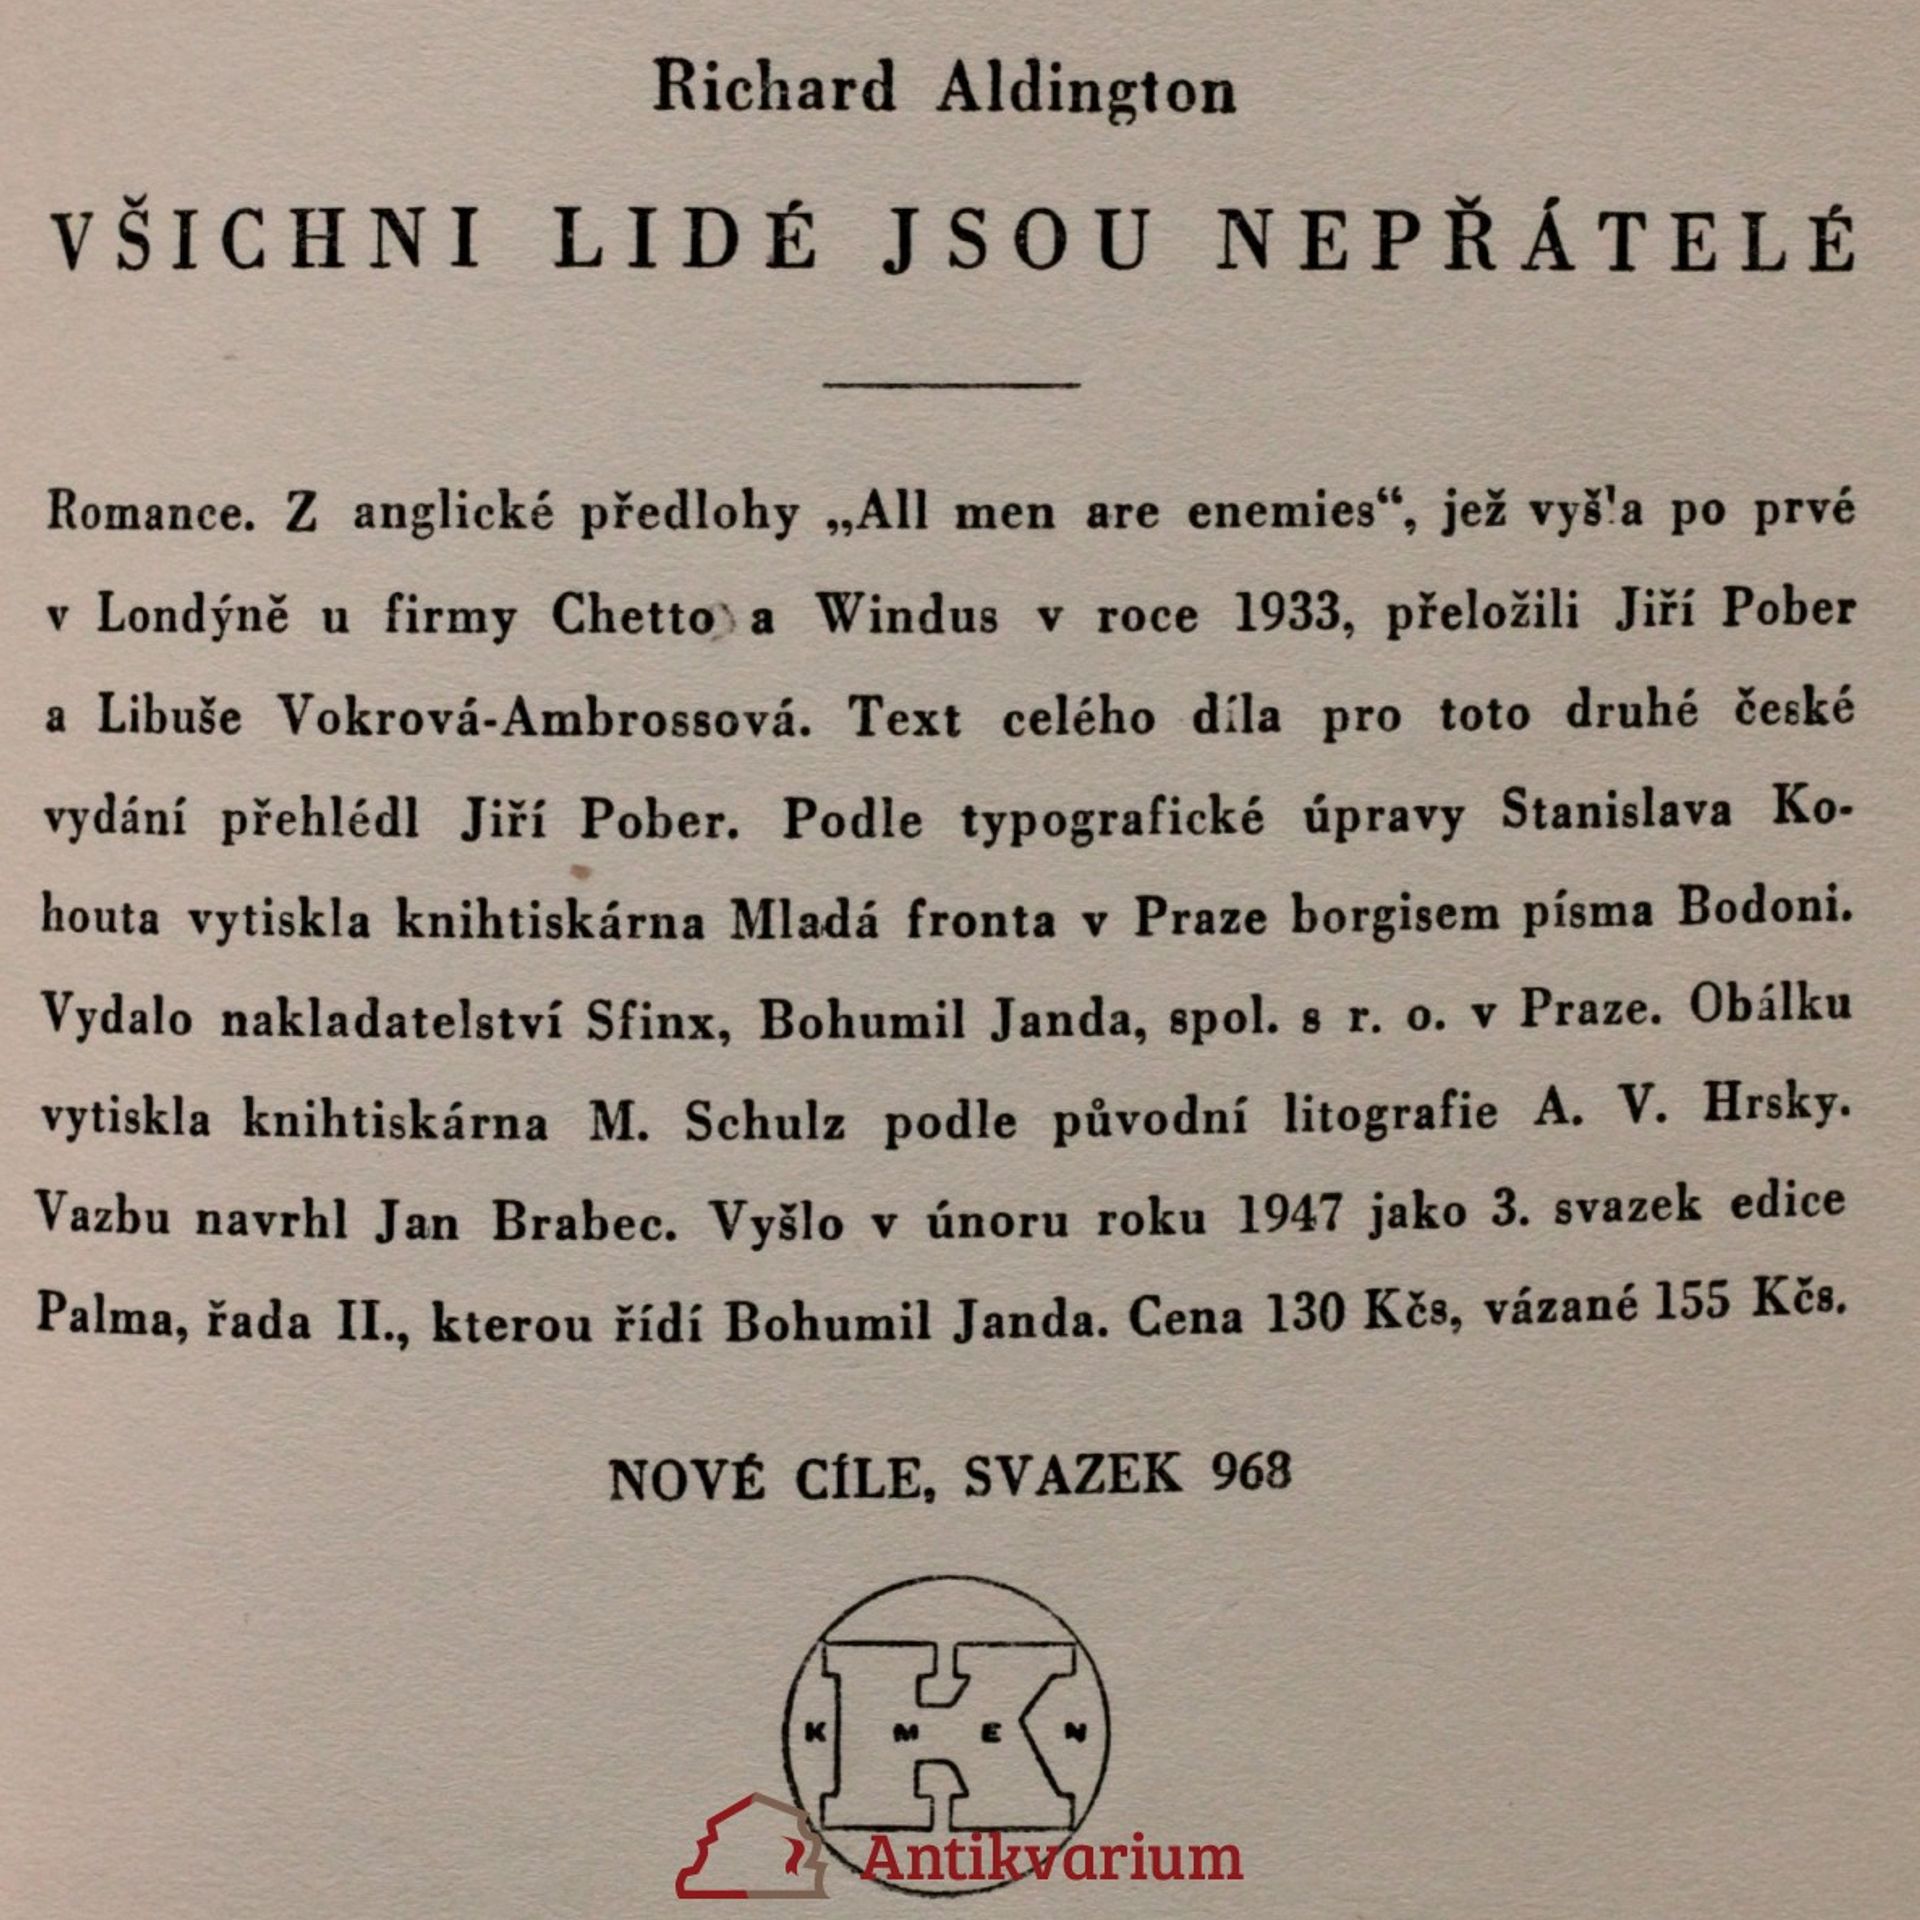 Richard Aldington
VŠICHNI LIDÉ JSOU NEPŘÁTELÉ
Romance. Z anglické předlohy „All men are enemies“, jež vyšla po prvé
v Londýně u firmy Chetto a Windus v roce 1933, přeložili Jiří Pober
a Libuše Vokrová-Ambrossová. Text celého díla pro toto druhé české
vydání přehlédl Jiří Pober. Podle typografické úpravy Stanislava Ko-
houta vytiskla knihtiskárna Mladá fronta v Praze borgisem písma Bodoni.
Vydalo nakladatelství Sfinx, Bohumil Janda, spol. s r. o. v Praze. Obálku
vytiskla knihtiskárna M. Schulz podle původní litografie A. V. Hrsky.
Vazbu navrhl Jan Brabec. Vyšlo v únoru roku 1947 jako 3. svazek edice
Palma, řada II., kterou řídí Bohumil Janda. Cena 130 Kčs, vázané 155 Kčs.
NOVÉ CÍLE, SVAZEK 968
K M E N
Antikvarium